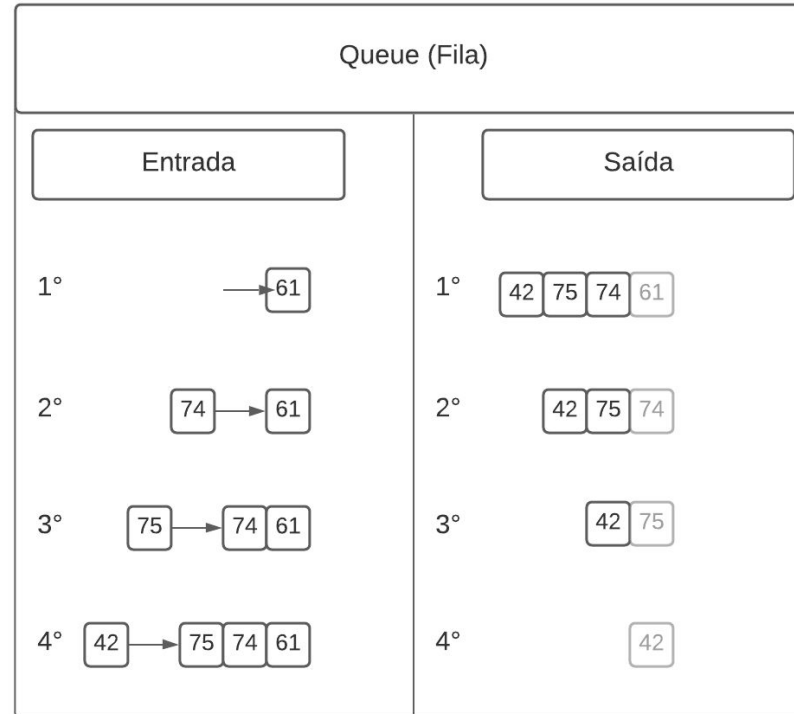 Queue (Fila)
Entrada
1° 61
2° 74 61
3° 75 74 61
4° 42 75 74 61
Saída
1° 42 75 74 61
2° 42 75 74
3° 42 75
4° 42